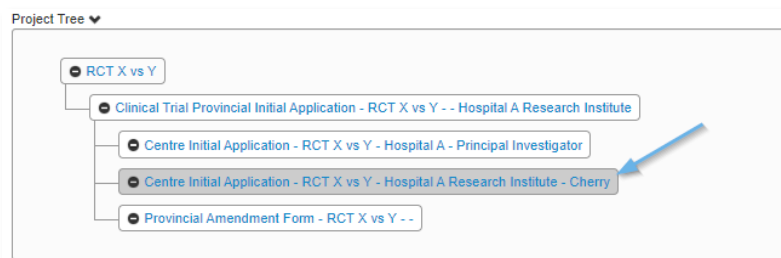 Project Tree
RCT X vs Y
Clinical Trial Provincial Initial Application - RCT X vs Y - - Hospital A Research Institute
Centre Initial Application - RCT X vs Y - Hospital A - Principal Investigator
Centre Initial Application - RCT X vs Y - Hospital A Research Institute - Cherry
Provincial Amendment Form - RCT X vs Y - -